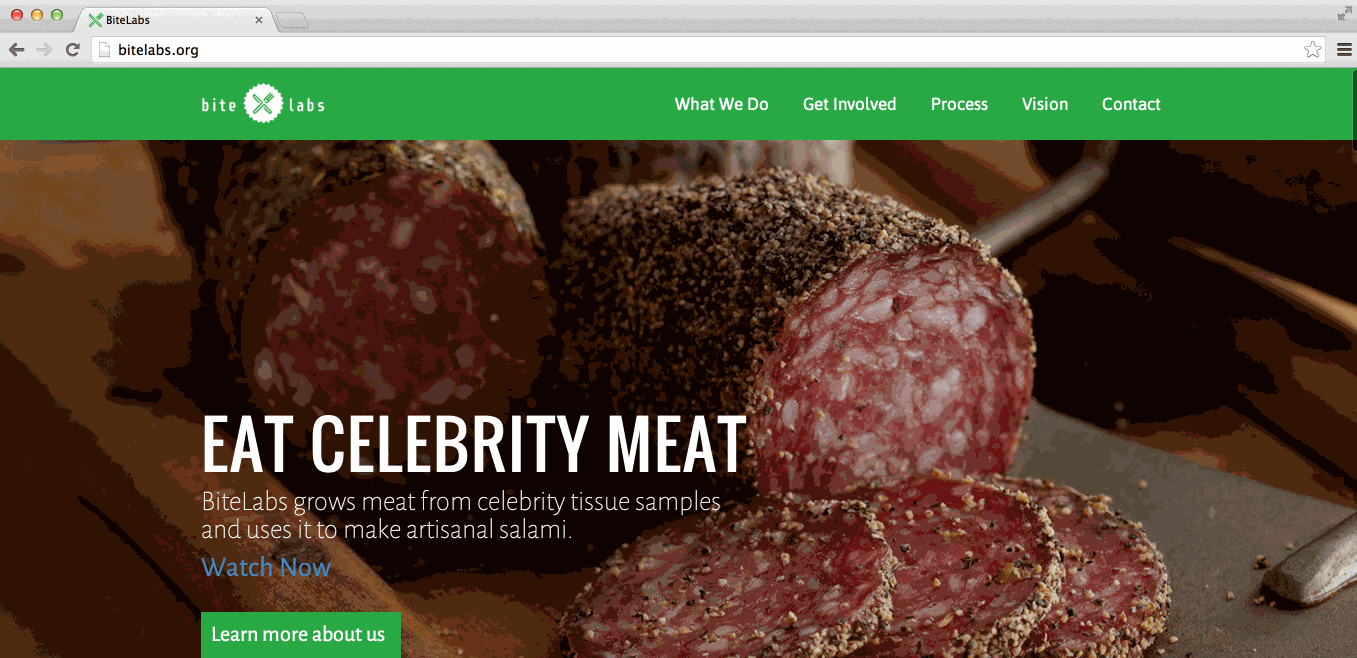 BiteLabs
bitelabs.org
bite labs
What We Do Get Involved Process Vision Contact
EAT CELEBRITY MEAT
BiteLabs grows meat from celebrity tissue samples
and uses it to make artisanal salami.
Watch Now
Learn more about us